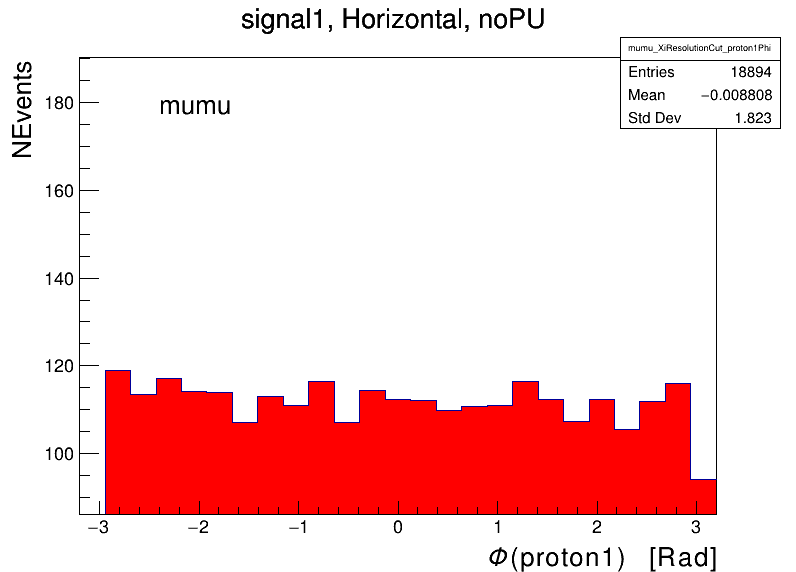 signal1, Horizontal, noPU
mumu_XiResolutionCut_proton1Phi
Entries 18894
Mean −0.008808
Std Dev 1.823
NEvents
mumu
180
160
140
120
100
−3 −2 −1 0 1 2 3
Φ(proton1) [Rad]